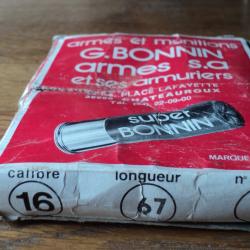 armes et munitions
G. BONNIN
armes s.a
et ses armuriers
PLACE LAFAYETTE
CHATEAUROUX
super
BONNIN
MARQUE
calibre longueur n°
16 67